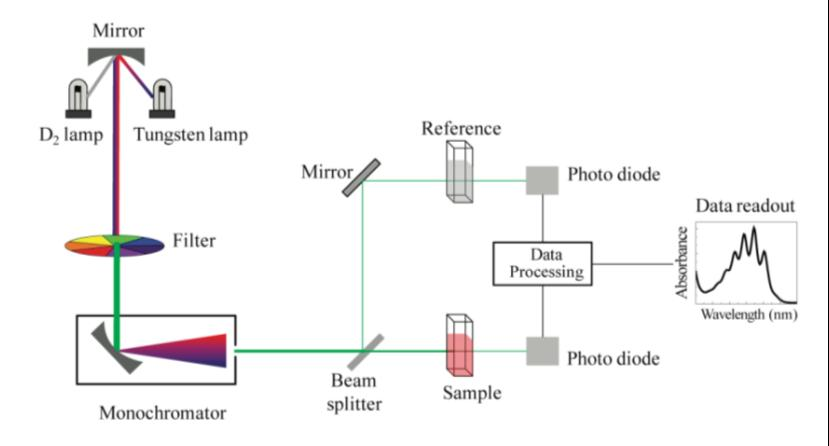 Mirror
D₂ lamp
Tungsten lamp
Filter
Monochromator
Mirror
Beam
splitter
Reference
Sample
Photo diode
Data
Processing
Photo diode
Data readout
Absorbance
Wavelength (nm)